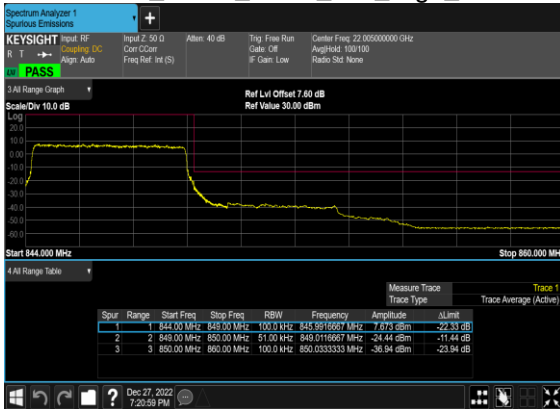 Spectrum Analyzer 1
Spurious Emissions
KEYSIGHT
R T
LW PASS
Input: RF
Coupling: DC
Align: Auto
Input Z: 50 Ω
Corr CCorr
Freq Ref: Int (S)
Atten: 40 dB
Trig: Free Run
Gate: Off
IF Gain: Low
Center Freq: 22.005000000 GHz
Avg|Hold: 100/100
Radio Std: None
3 All Range Graph
Scale/Div 10.0 dB
Ref Lvl Offset 7.60 dB
Ref Value 30.00 dBm
Log
20.0
10.0
0.00
-10.0
-20.0
-30.0
-40.0
-50.0
-60.0
Start 844.000 MHz
Stop 860.000 MH
4 All Range Table
Measure Trace Trace 1
Trace Type Trace Average (Active)
Spur Range Start Freq Stop Freq RBW Frequency Amplitude ΔLimit
1 1 844.00 MHz 849.00 MHz 100.0 kHz 845.9916667 MHz 7.673 dBm -22.33 dB
2 2 849.00 MHz 850.00 MHz 51.00 kHz 849.0116667 MHz -24.44 dBm -11.44 dB
3 3 850.00 MHz 860.00 MHz 100.0 kHz 850.0333333 MHz -36.94 dBm -23.94 dB
Dec 27, 2022
7:20:59 PM